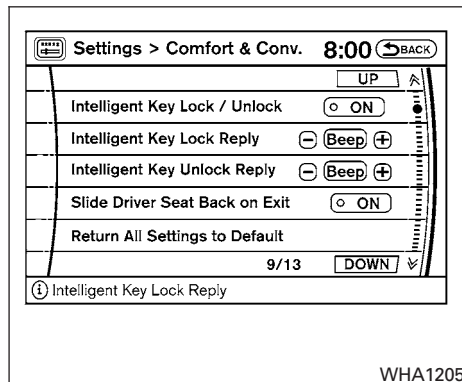 Settings > Comfort & Conv. 8:00 BACK
UP
Intelligent Key Lock / Unlock ON
Intelligent Key Lock Reply − Beep +
Intelligent Key Unlock Reply − Beep +
Slide Driver Seat Back on Exit ON
Return All Settings to Default
9/13 DOWN
i Intelligent Key Lock Reply
WHA1205